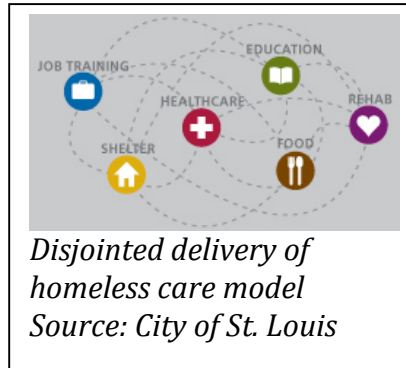 EDUCATION
JOB TRAINING
HEALTHCARE
REHAB
SHELTER
FOOD
Disjointed delivery of
homeless care model
Source: City of St. Louis